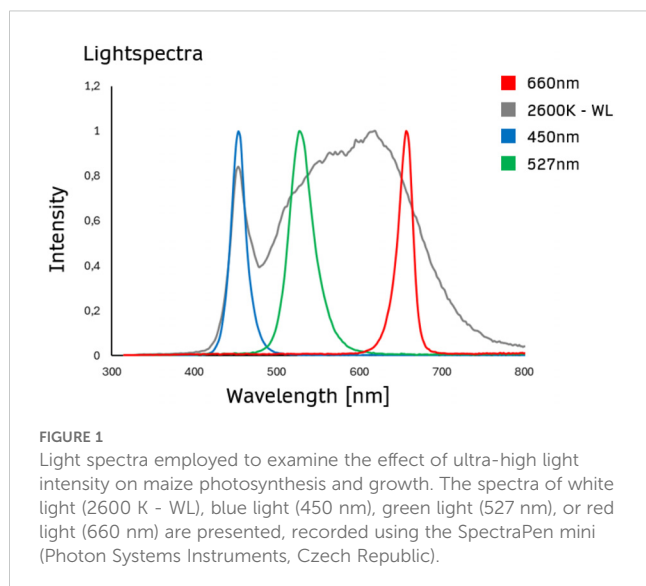 Lightspectra
1,2
1
0,8
0,6
0,4
0,2
0
Intensity
300
400
500
600
700
800
Wavelength [nm]
660nm
2600K - WL
450nm
527nm
FIGURE 1
Light spectra employed to examine the effect of ultra-high light
intensity on maize photosynthesis and growth. The spectra of white
light (2600 K - WL), blue light (450 nm), green light (527 nm), or red
light (660 nm) are presented, recorded using the SpectraPen mini
(Photon Systems Instruments, Czech Republic).